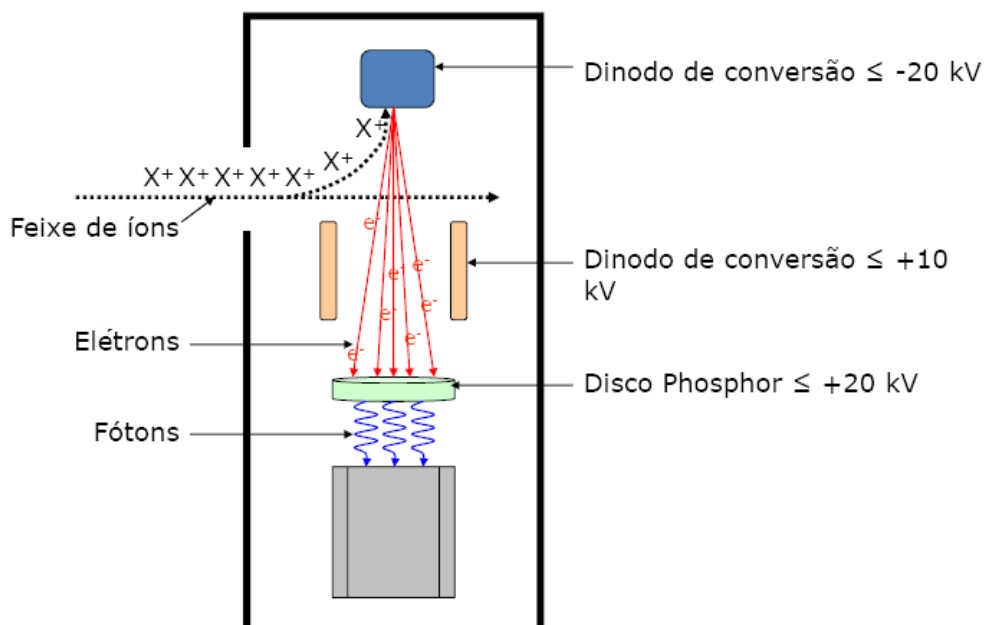 Dinodo de conversão ≤ -20 kV
X⁺
X⁺
X⁺ X⁺ X⁺ X⁺ X⁺
Feixe de íons
e⁻
Dinodo de conversão ≤ +10
kV
e⁻
e⁻
e⁻
e⁻
e⁻
Elétrons
e⁻
Disco Phosphor ≤ +20 kV
Fótons